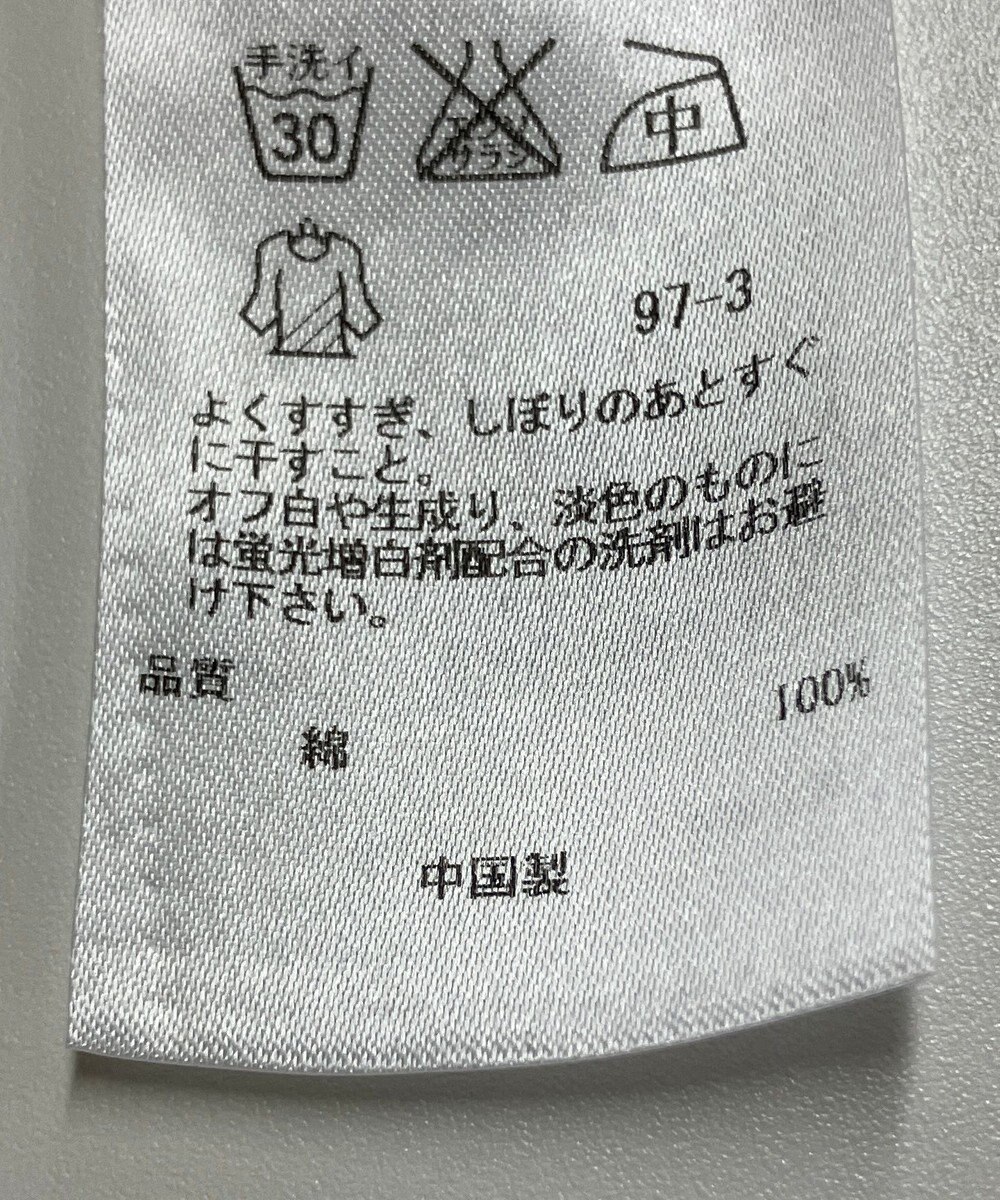 手洗イ
30
エンソ
サラシ
中
97-3
よくすすぎ、しぼりのあとすぐ
に干すこと。
オフ白や生成り、淡色のものに
は蛍光増白剤配合の洗剤はお避
け下さい。
品質
綿 100%
中国製